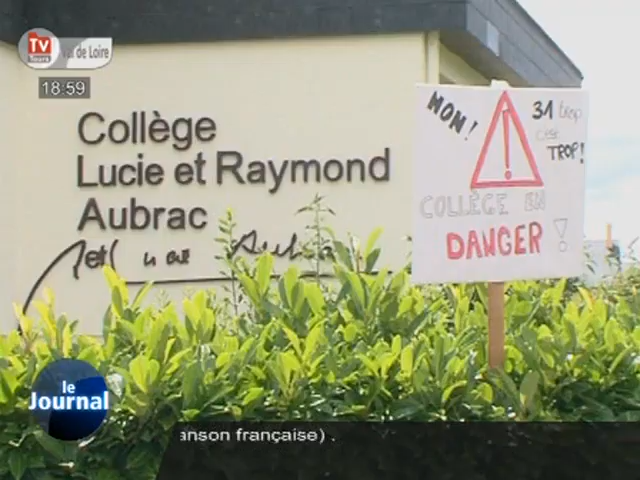 TV
Tours
Val de Loire
18:59
Collège
Lucie et Raymond
Aubrac
NON!
31 trop
c'est
TROP!
COLLÈGE EN
DANGER!
le
Journal
anson française) .